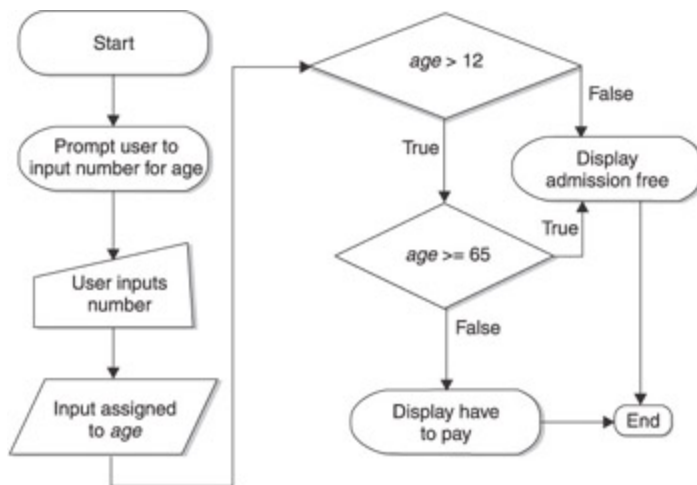 Start
Prompt user to
input number for age
User inputs
number
Input assigned
to age
age > 12
False
True
Display
admission free
True
age >= 65
False
Display have
to pay
End